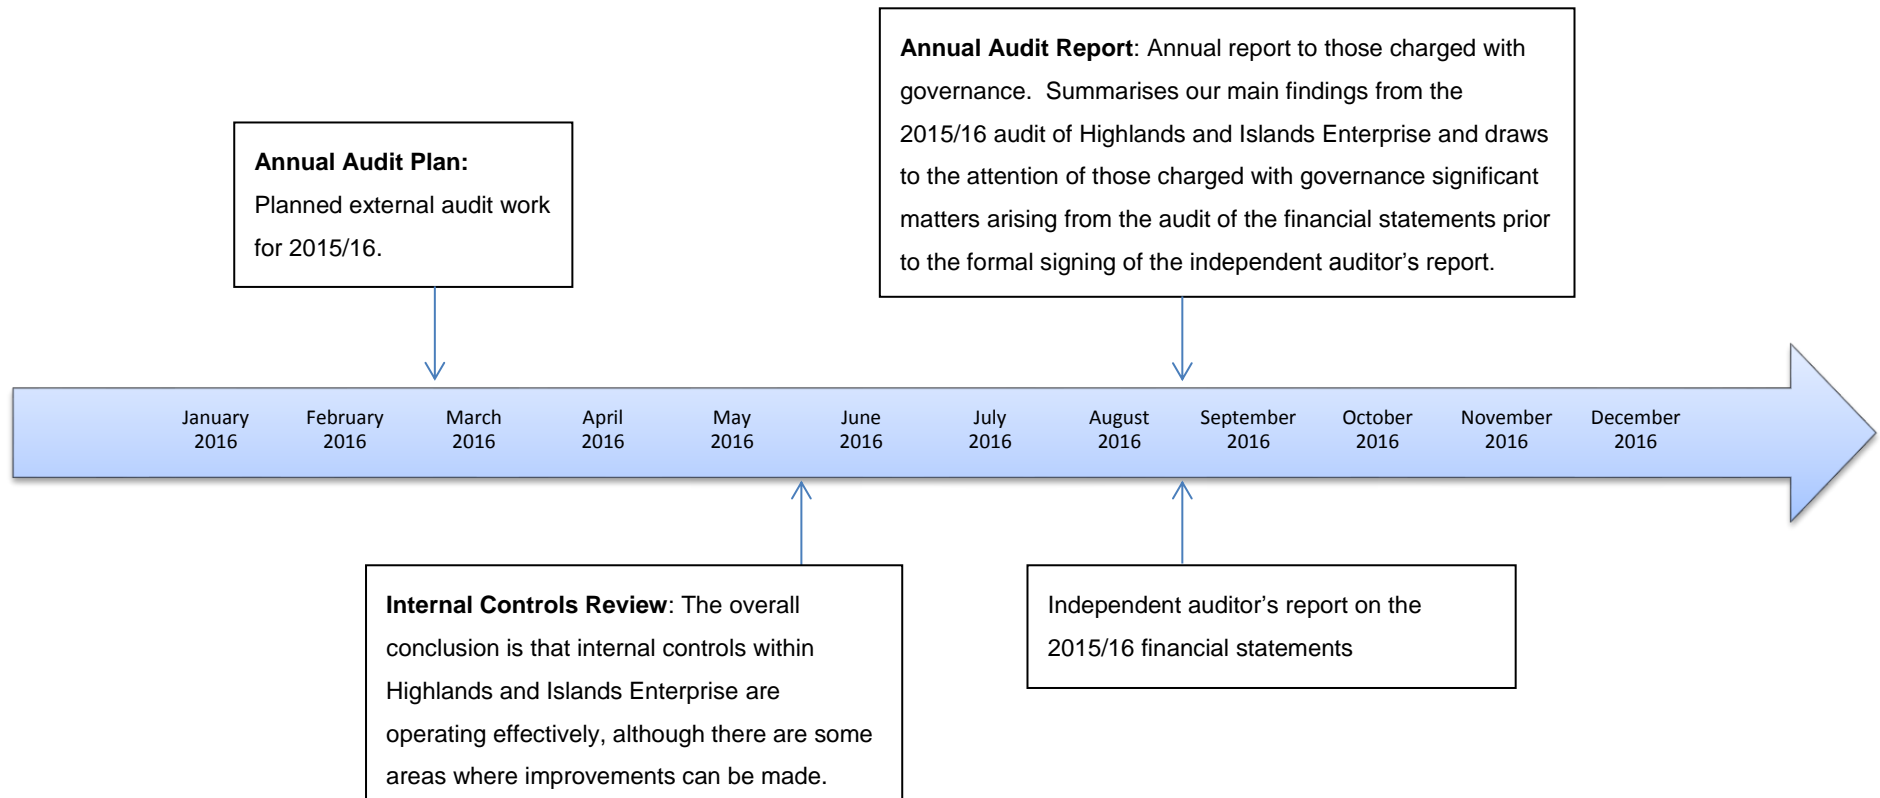 Annual Audit Report: Annual report to those charged with
governance.  Summarises our main findings from the
2015/16 audit of Highlands and Islands Enterprise and draws
to the attention of those charged with governance significant
matters arising from the audit of the financial statements prior
to the formal signing of the independent auditor’s report.
Annual Audit Plan:
Planned external audit work
for 2015/16.
January
2016
February
2016
March
2016
April
2016
May
2016
June
2016
July
2016
August
2016
September
2016
October
2016
November
2016
December
2016
Internal Controls Review: The overall
conclusion is that internal controls within
Highlands and Islands Enterprise are
operating effectively, although there are some
areas where improvements can be made.
Independent auditor’s report on the
2015/16 financial statements